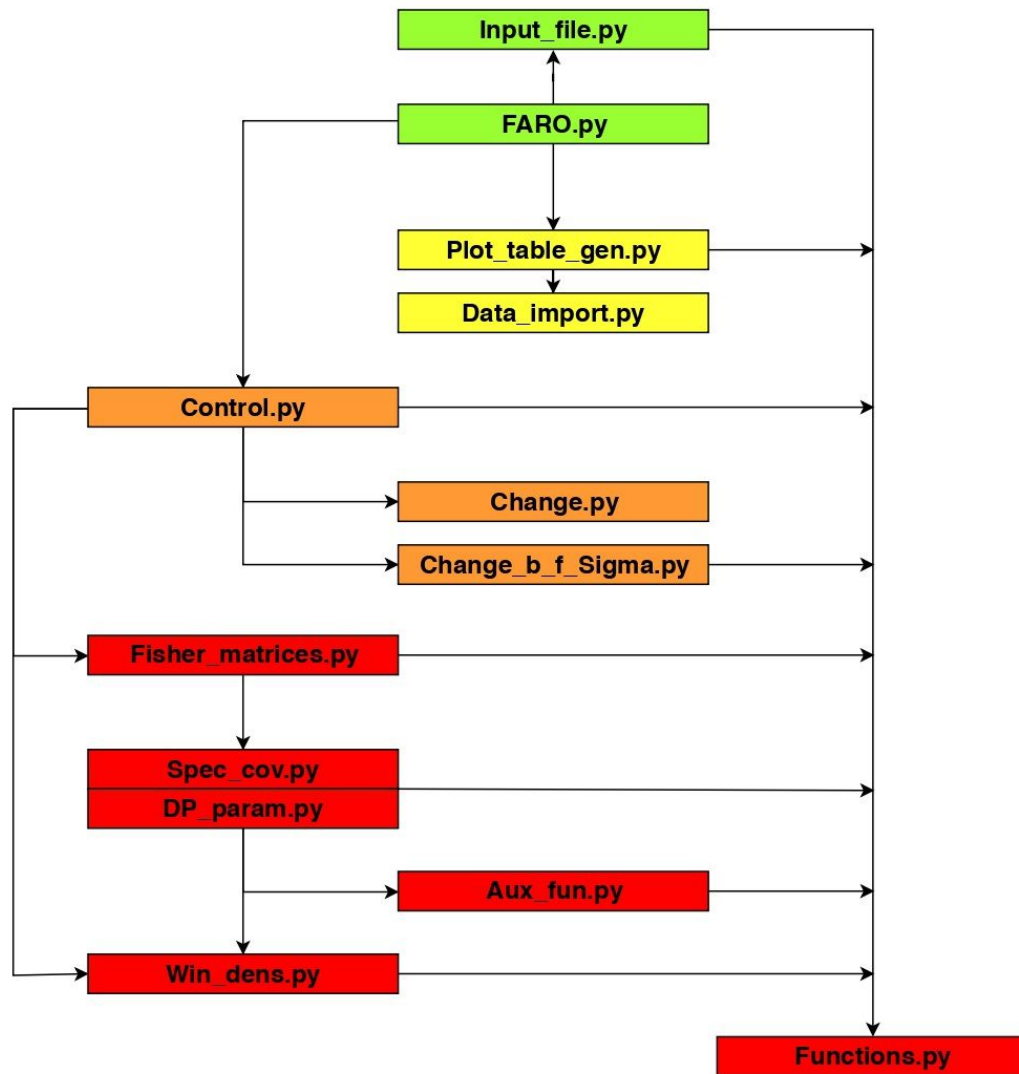 Input_file.py
FARO.py
Plot_table_gen.py
Data_import.py
Control.py
Change.py
Change_b_f_Sigma.py
Fisher_matrices.py
Spec_cov.py
DP_param.py
Aux_fun.py
Win_dens.py
Functions.py